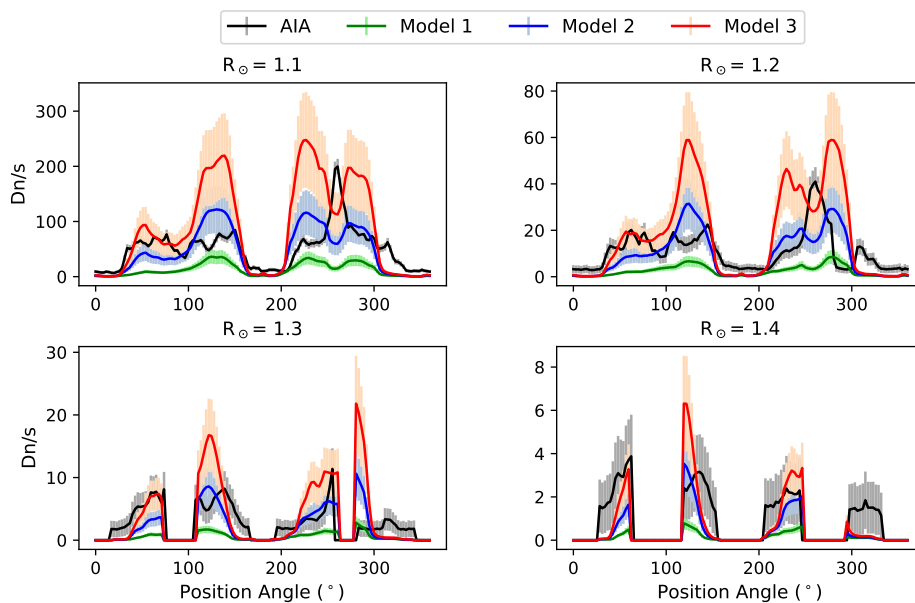 AIA Model 1 Model 2 Model 3
R⊙ = 1.1
R⊙ = 1.2
Dn/s
300
200
100
0
0 100 200 300
80
60
40
20
0
0 100 200 300
R⊙ = 1.3
R⊙ = 1.4
Dn/s
30
20
10
0
0 100 200 300
Position Angle (°)
8
6
4
2
0
0 100 200 300
Position Angle (°)